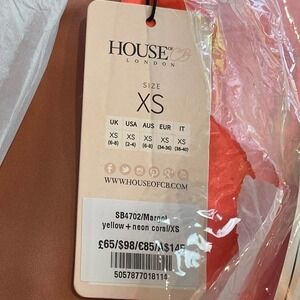 HOUSE OF CB
LONDON
SIZE
XS
UK USA AUS EUR IT
XS XS XS XS XS
(6-8) (2-4) (6-8) (34-36) (38-40)
WWW.HOUSEOFCB.COM
SB4702/Margot
yellow + neon coral/XS
£65/$98/€85/A$145
5057877018114